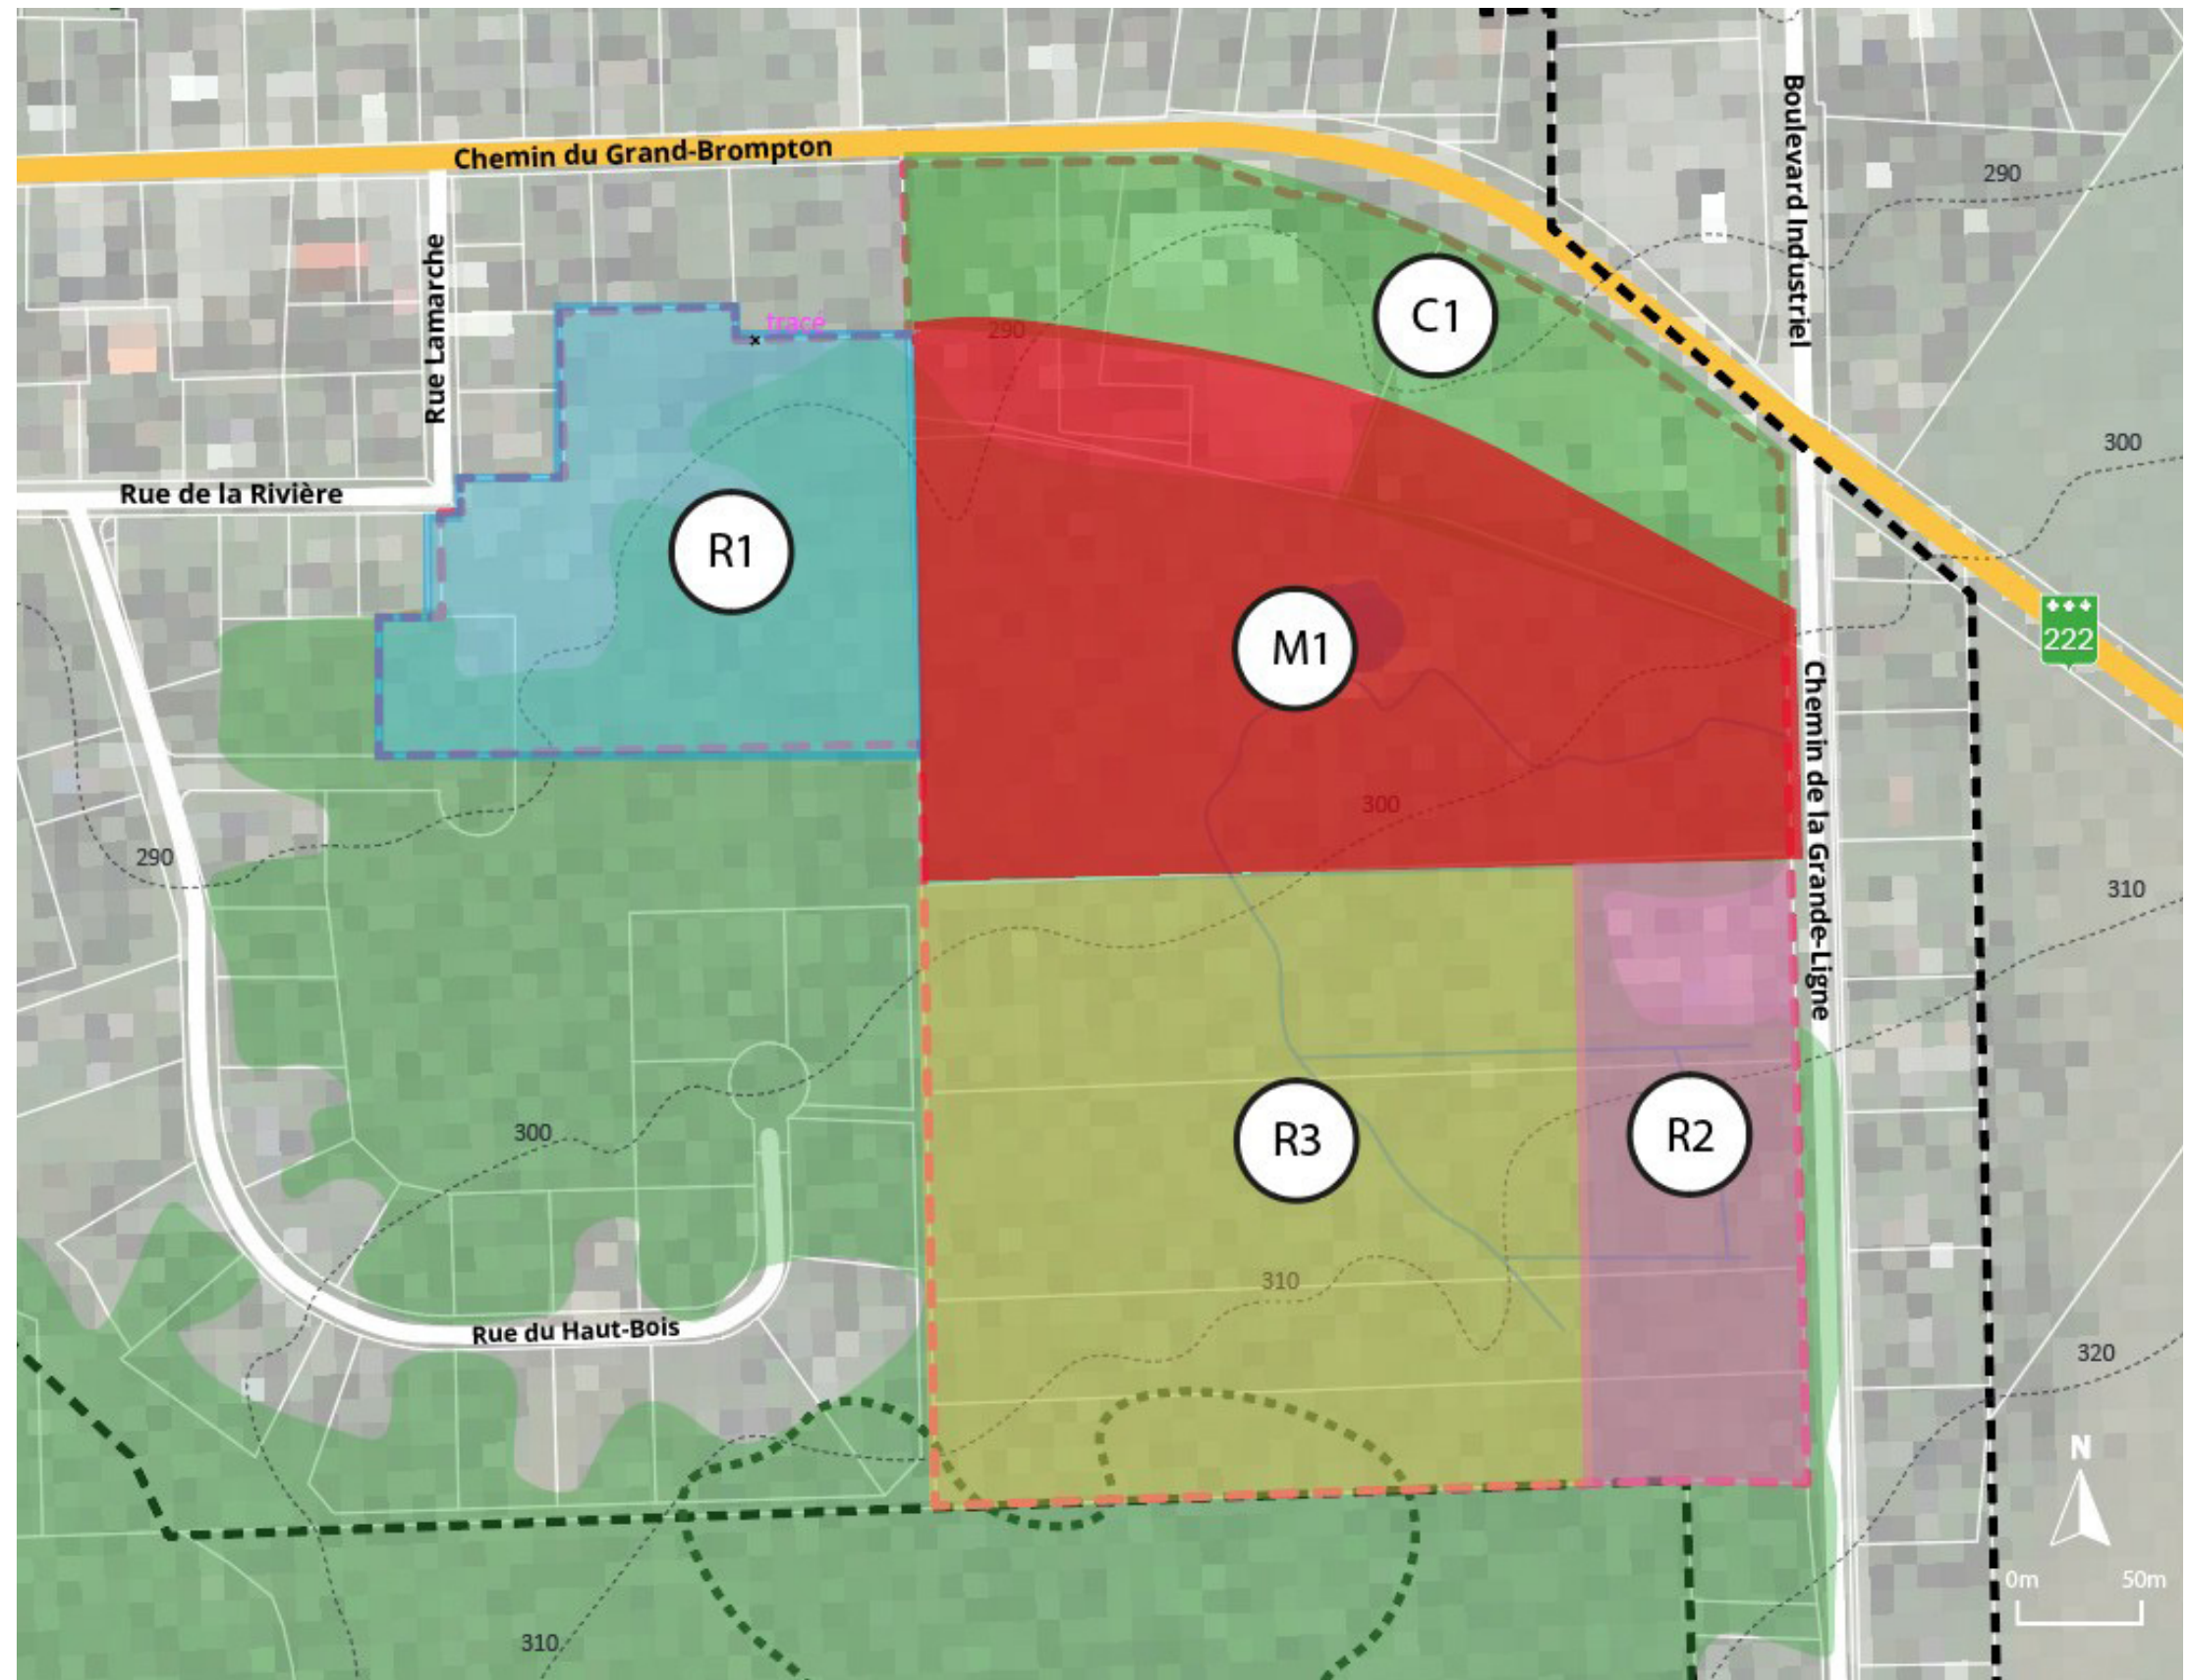 Chemin du Grand-Brompton
Boulevard Industriel
290
Rue Lamarche
C1
tracé
290
300
Rue de la Rivière
R1
M1
222
Chemin de la Grande-Ligne
300
290
310
R3
R2
300
310
Rue du Haut-Bois
320
N
0m 50m
310